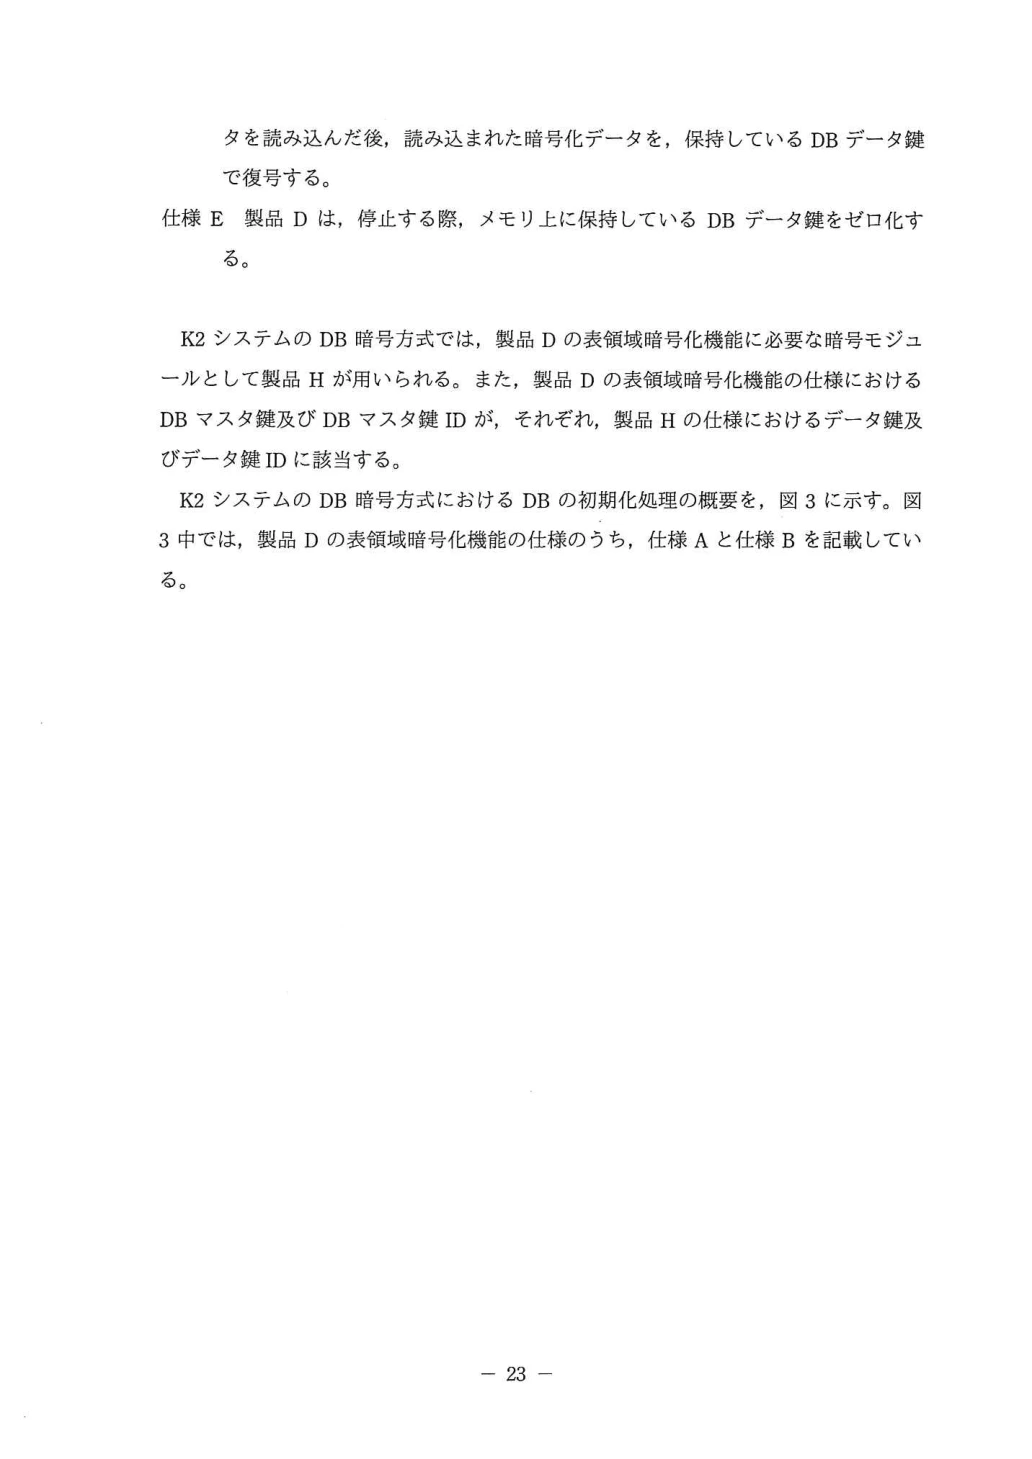 タを読み込んだ後，読み込まれた暗号化データを，保持している DB データ鍵
で復号する。
仕様 E　製品 D は，停止する際，メモリ上に保持している DB データ鍵をゼロ化す
る。
K2 システムの DB 暗号方式では，製品 D の表領域暗号化機能に必要な暗号モジュ
ールとして製品 H が用いられる。また，製品 D の表領域暗号化機能の仕様における
DB マスタ鍵及び DB マスタ鍵 ID が，それぞれ，製品 H の仕様におけるデータ鍵及
びデータ鍵 ID に該当する。
K2 システムの DB 暗号方式における DB の初期化処理の概要を，図 3 に示す。図
3 中では，製品 D の表領域暗号化機能の仕様のうち，仕様 A と仕様 B を記載してい
る。
－ 23 －